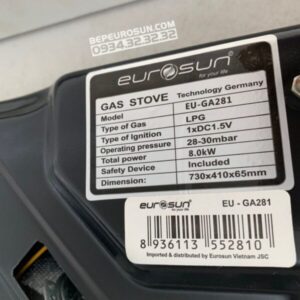 BEPEUROSUN.COM
0934.32.32.32
eurosun
for your life
GAS STOVE Technology Germany
Model EU-GA281
Type of Gas LPG
Type of Ignition 1xDC1.5V
Operating pressure 28-30mbar
Total power 8.0kW
Safety Device Included
Dimension: 730x410x65mm
eurosun EU - GA281
8 936113 552810
Imported & distributed by Eurosun Vietnam JSC